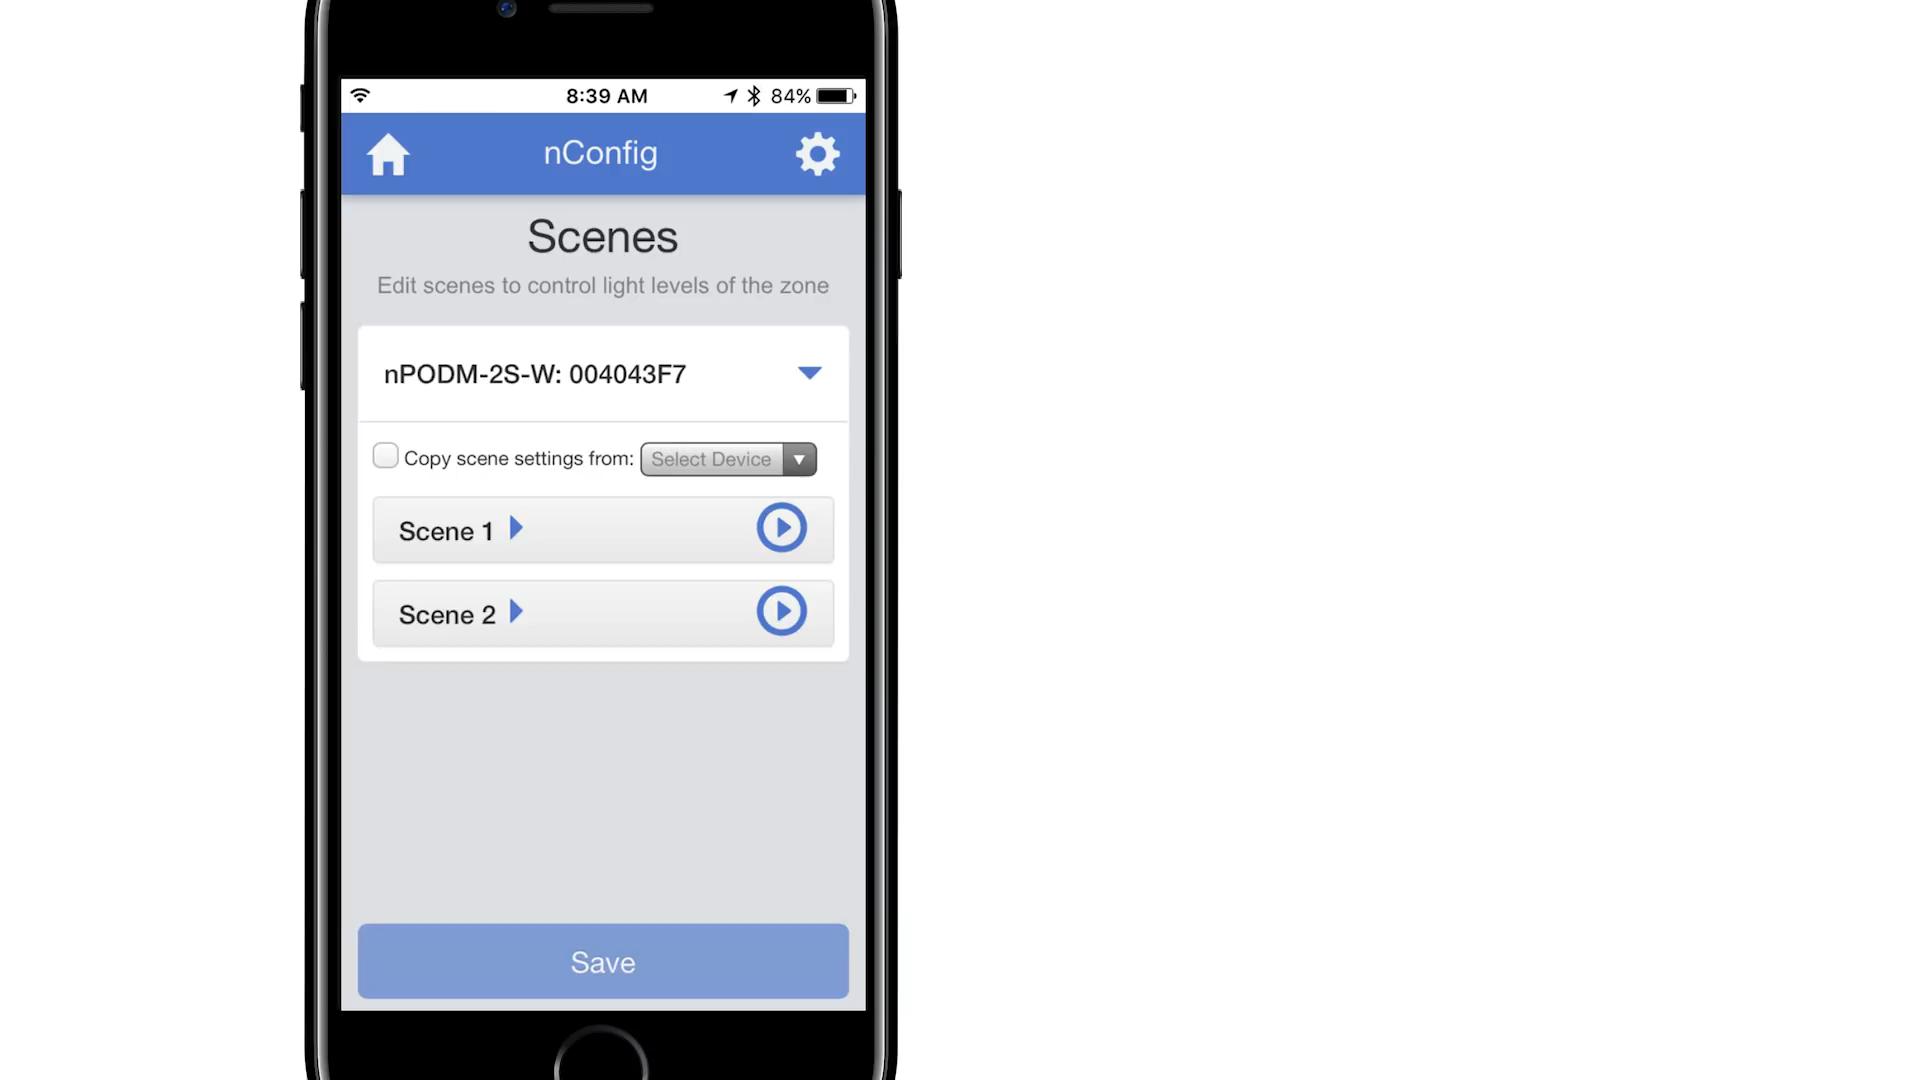 8:39 AM
84%
nConfig
Scenes
Edit scenes to control light levels of the zone
nPODM-2S-W: 004043F7
Copy scene settings from: Select Device
Scene 1
Scene 2
Save